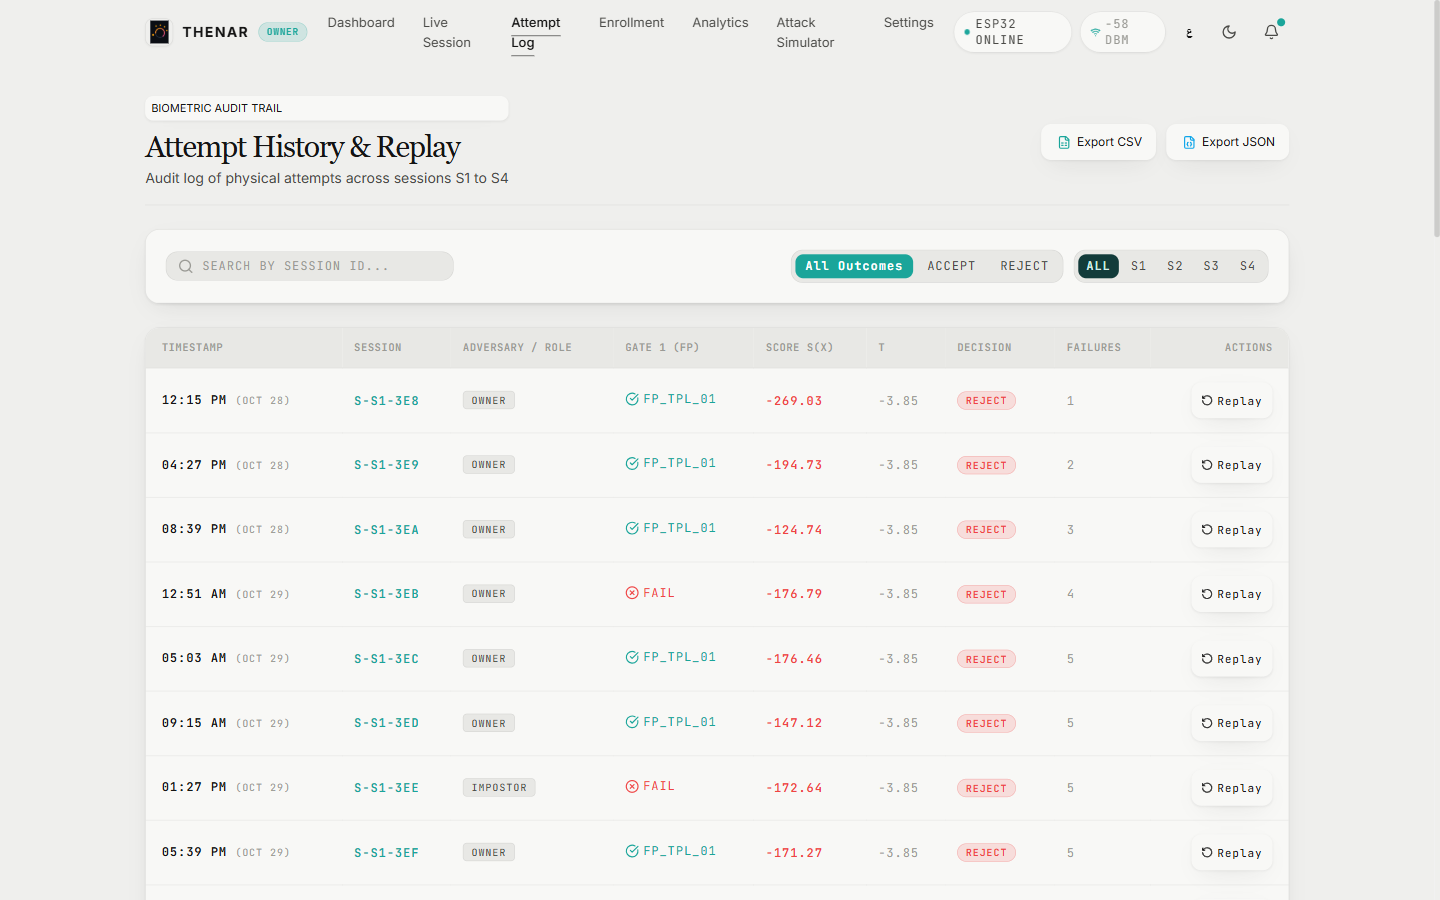 THENAR
OWNER
Dashboard
Live
Session
Attempt
Log
Enrollment
Analytics
Attack
Simulator
Settings
ESP32
ONLINE
-58
DBM
ع
BIOMETRIC AUDIT TRAIL
Attempt History & Replay
Audit log of physical attempts across sessions S1 to S4
Export CSV
Export JSON
SEARCH BY SESSION ID...
All Outcomes ACCEPT REJECT
ALL S1 S2 S3 S4
TIMESTAMP SESSION ADVERSARY / ROLE GATE 1 (FP) SCORE S(X) T DECISION FAILURES ACTIONS
12:15 PM (OCT 28) S-S1-3E8 OWNER FP_TPL_01 -269.03 -3.85 REJECT 1 Replay
04:27 PM (OCT 28) S-S1-3E9 OWNER FP_TPL_01 -194.73 -3.85 REJECT 2 Replay
08:39 PM (OCT 28) S-S1-3EA OWNER FP_TPL_01 -124.74 -3.85 REJECT 3 Replay
12:51 AM (OCT 29) S-S1-3EB OWNER FAIL -176.79 -3.85 REJECT 4 Replay
05:03 AM (OCT 29) S-S1-3EC OWNER FP_TPL_01 -176.46 -3.85 REJECT 5 Replay
09:15 AM (OCT 29) S-S1-3ED OWNER FP_TPL_01 -147.12 -3.85 REJECT 5 Replay
01:27 PM (OCT 29) S-S1-3EE IMPOSTOR FAIL -172.64 -3.85 REJECT 5 Replay
05:39 PM (OCT 29) S-S1-3EF OWNER FP_TPL_01 -171.27 -3.85 REJECT 5 Replay